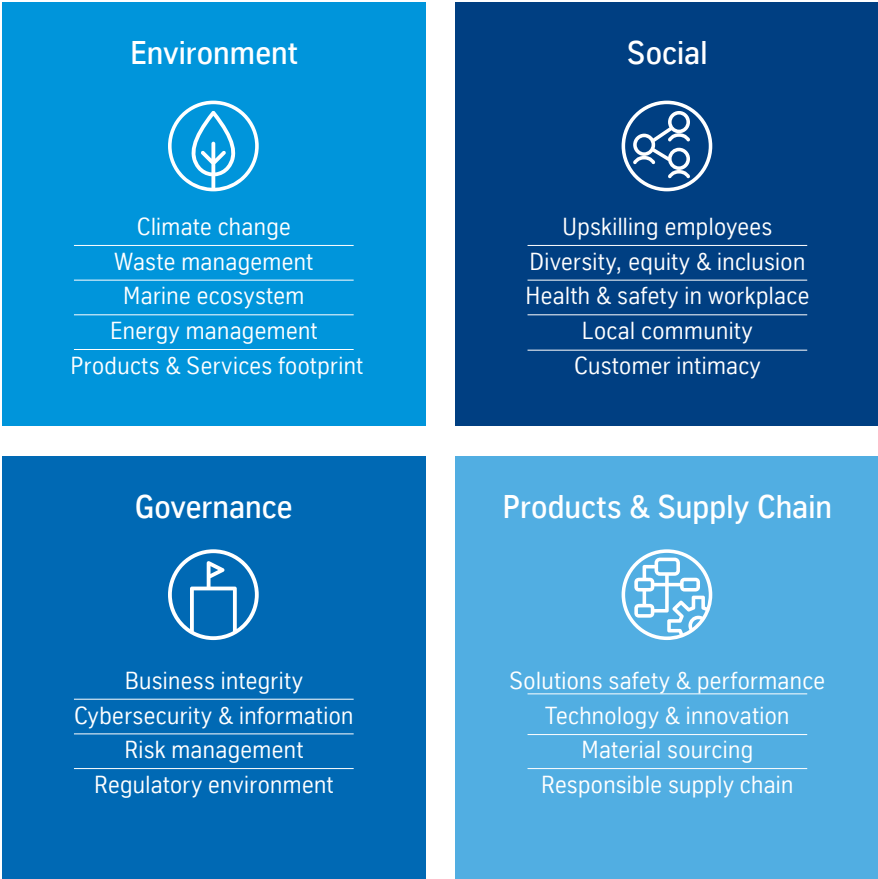 Environment
Climate change
Waste management
Marine ecosystem
Energy management
Products & Services footprint
Social
Upskilling employees
Diversity, equity & inclusion
Health & safety in workplace
Local community
Customer intimacy
Governance
Business integrity
Cybersecurity & information
Risk management
Regulatory environment
Products & Supply Chain
Solutions safety & performance
Technology & innovation
Material sourcing
Responsible supply chain